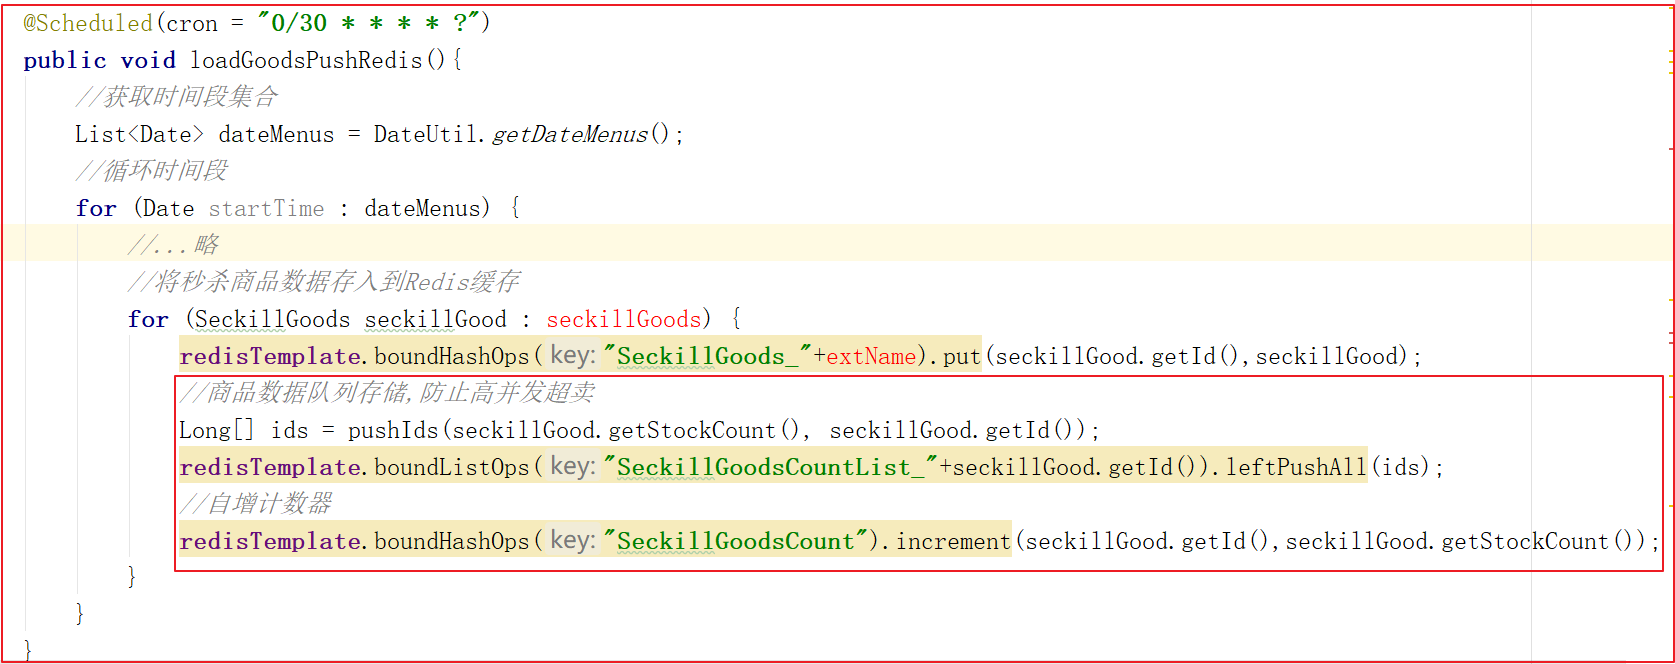 @Scheduled(cron = "0/30 * * * * ?")
public void loadGoodsPushRedis(){
//获取时间段集合
List<Date> dateMenus = DateUtil.getDateMenus();
//循环时间段
for (Date startTime : dateMenus) {
//...略
//将秒杀商品数据存入到Redis缓存
for (SeckillGoods seckillGood : seckillGoods) {
redisTemplate.boundHashOps( key: "SeckillGoods_"+extName).put(seckillGood.getId(),seckillGood);
//商品数据队列存储,防止高并发超卖
Long[] ids = pushIds(seckillGood.getStockCount(), seckillGood.getId());
redisTemplate.boundListOps( key: "SeckillGoodsCountList_"+seckillGood.getId()).leftPushAll(ids);
//自增计数器
redisTemplate.boundHashOps( key: "SeckillGoodsCount").increment(seckillGood.getId(),seckillGood.getStockCount());
}
}
}